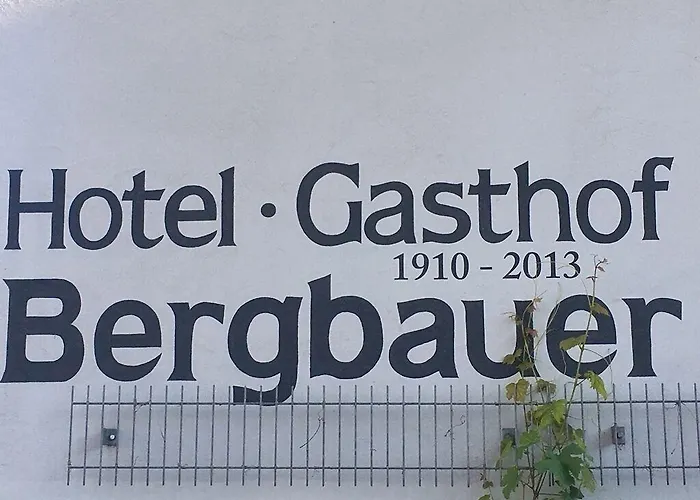 Hotel · Gasthof
1910 - 2013
Bergbauer